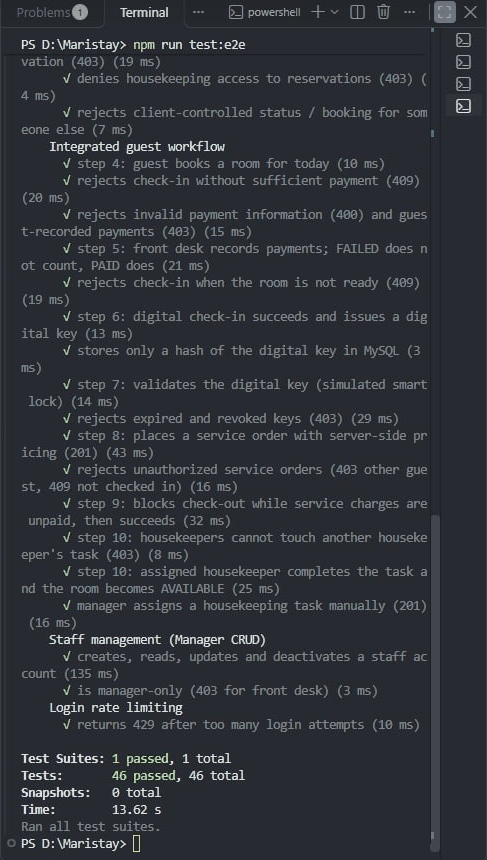 Problems 1 Terminal ··· powershell
PS D:\Maristay> npm run test:e2e
vation (403) (19 ms)
√ denies housekeeping access to reservations (403) (
4 ms)
√ rejects client-controlled status / booking for som
eone else (7 ms)
Integrated guest workflow
√ step 4: guest books a room for today (10 ms)
√ rejects check-in without sufficient payment (409)
(20 ms)
√ rejects invalid payment information (400) and gues
t-recorded payments (403) (15 ms)
√ step 5: front desk records payments; FAILED does n
ot count, PAID does (21 ms)
√ rejects check-in when the room is not ready (409)
(19 ms)
√ step 6: digital check-in succeeds and issues a dig
ital key (13 ms)
√ stores only a hash of the digital key in MySQL (3
ms)
√ step 7: validates the digital key (simulated smart
lock) (14 ms)
√ rejects expired and revoked keys (403) (29 ms)
√ step 8: places a service order with server-side pr
icing (201) (43 ms)
√ rejects unauthorized service orders (403 other gue
st, 409 not checked in) (16 ms)
√ step 9: blocks check-out while service charges are
unpaid, then succeeds (32 ms)
√ step 10: housekeepers cannot touch another houseke
eper's task (403) (8 ms)
√ step 10: assigned housekeeper completes the task a
nd the room becomes AVAILABLE (25 ms)
√ manager assigns a housekeeping task manually (201)
(16 ms)
Staff management (Manager CRUD)
√ creates, reads, updates and deactivates a staff ac
count (135 ms)
√ is manager-only (403 for front desk) (3 ms)
Login rate limiting
√ returns 429 after too many login attempts (10 ms)
Test Suites: 1 passed, 1 total
Tests: 46 passed, 46 total
Snapshots: 0 total
Time: 13.62 s
Ran all test suites.
PS D:\Maristay>